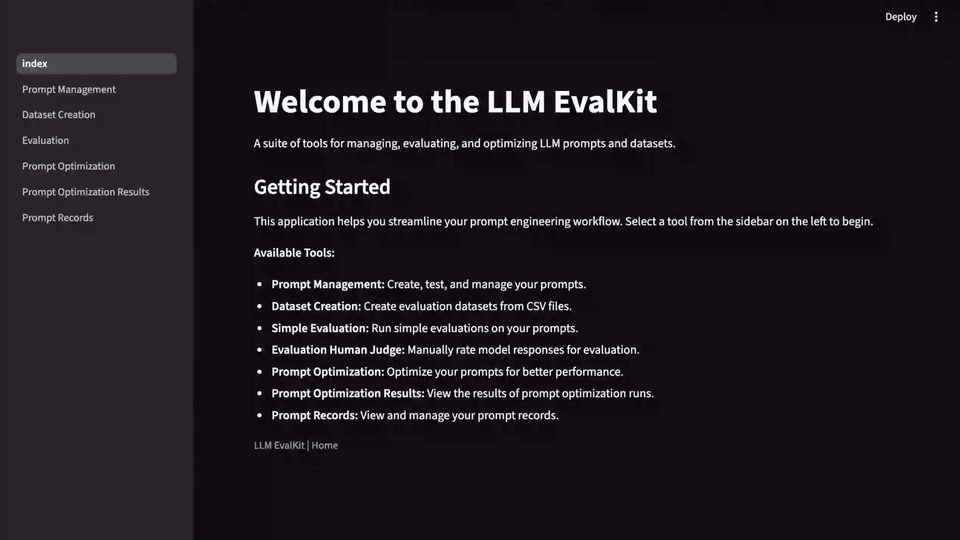 Deploy
index
Prompt Management
Dataset Creation
Evaluation
Prompt Optimization
Prompt Optimization Results
Prompt Records
Welcome to the LLM EvalKit
A suite of tools for managing, evaluating, and optimizing LLM prompts and datasets.
Getting Started
This application helps you streamline your prompt engineering workflow. Select a tool from the sidebar on the left to begin.
Available Tools:
• Prompt Management: Create, test, and manage your prompts.
• Dataset Creation: Create evaluation datasets from CSV files.
• Simple Evaluation: Run simple evaluations on your prompts.
• Evaluation Human Judge: Manually rate model responses for evaluation.
• Prompt Optimization: Optimize your prompts for better performance.
• Prompt Optimization Results: View the results of prompt optimization runs.
• Prompt Records: View and manage your prompt records.
LLM EvalKit | Home